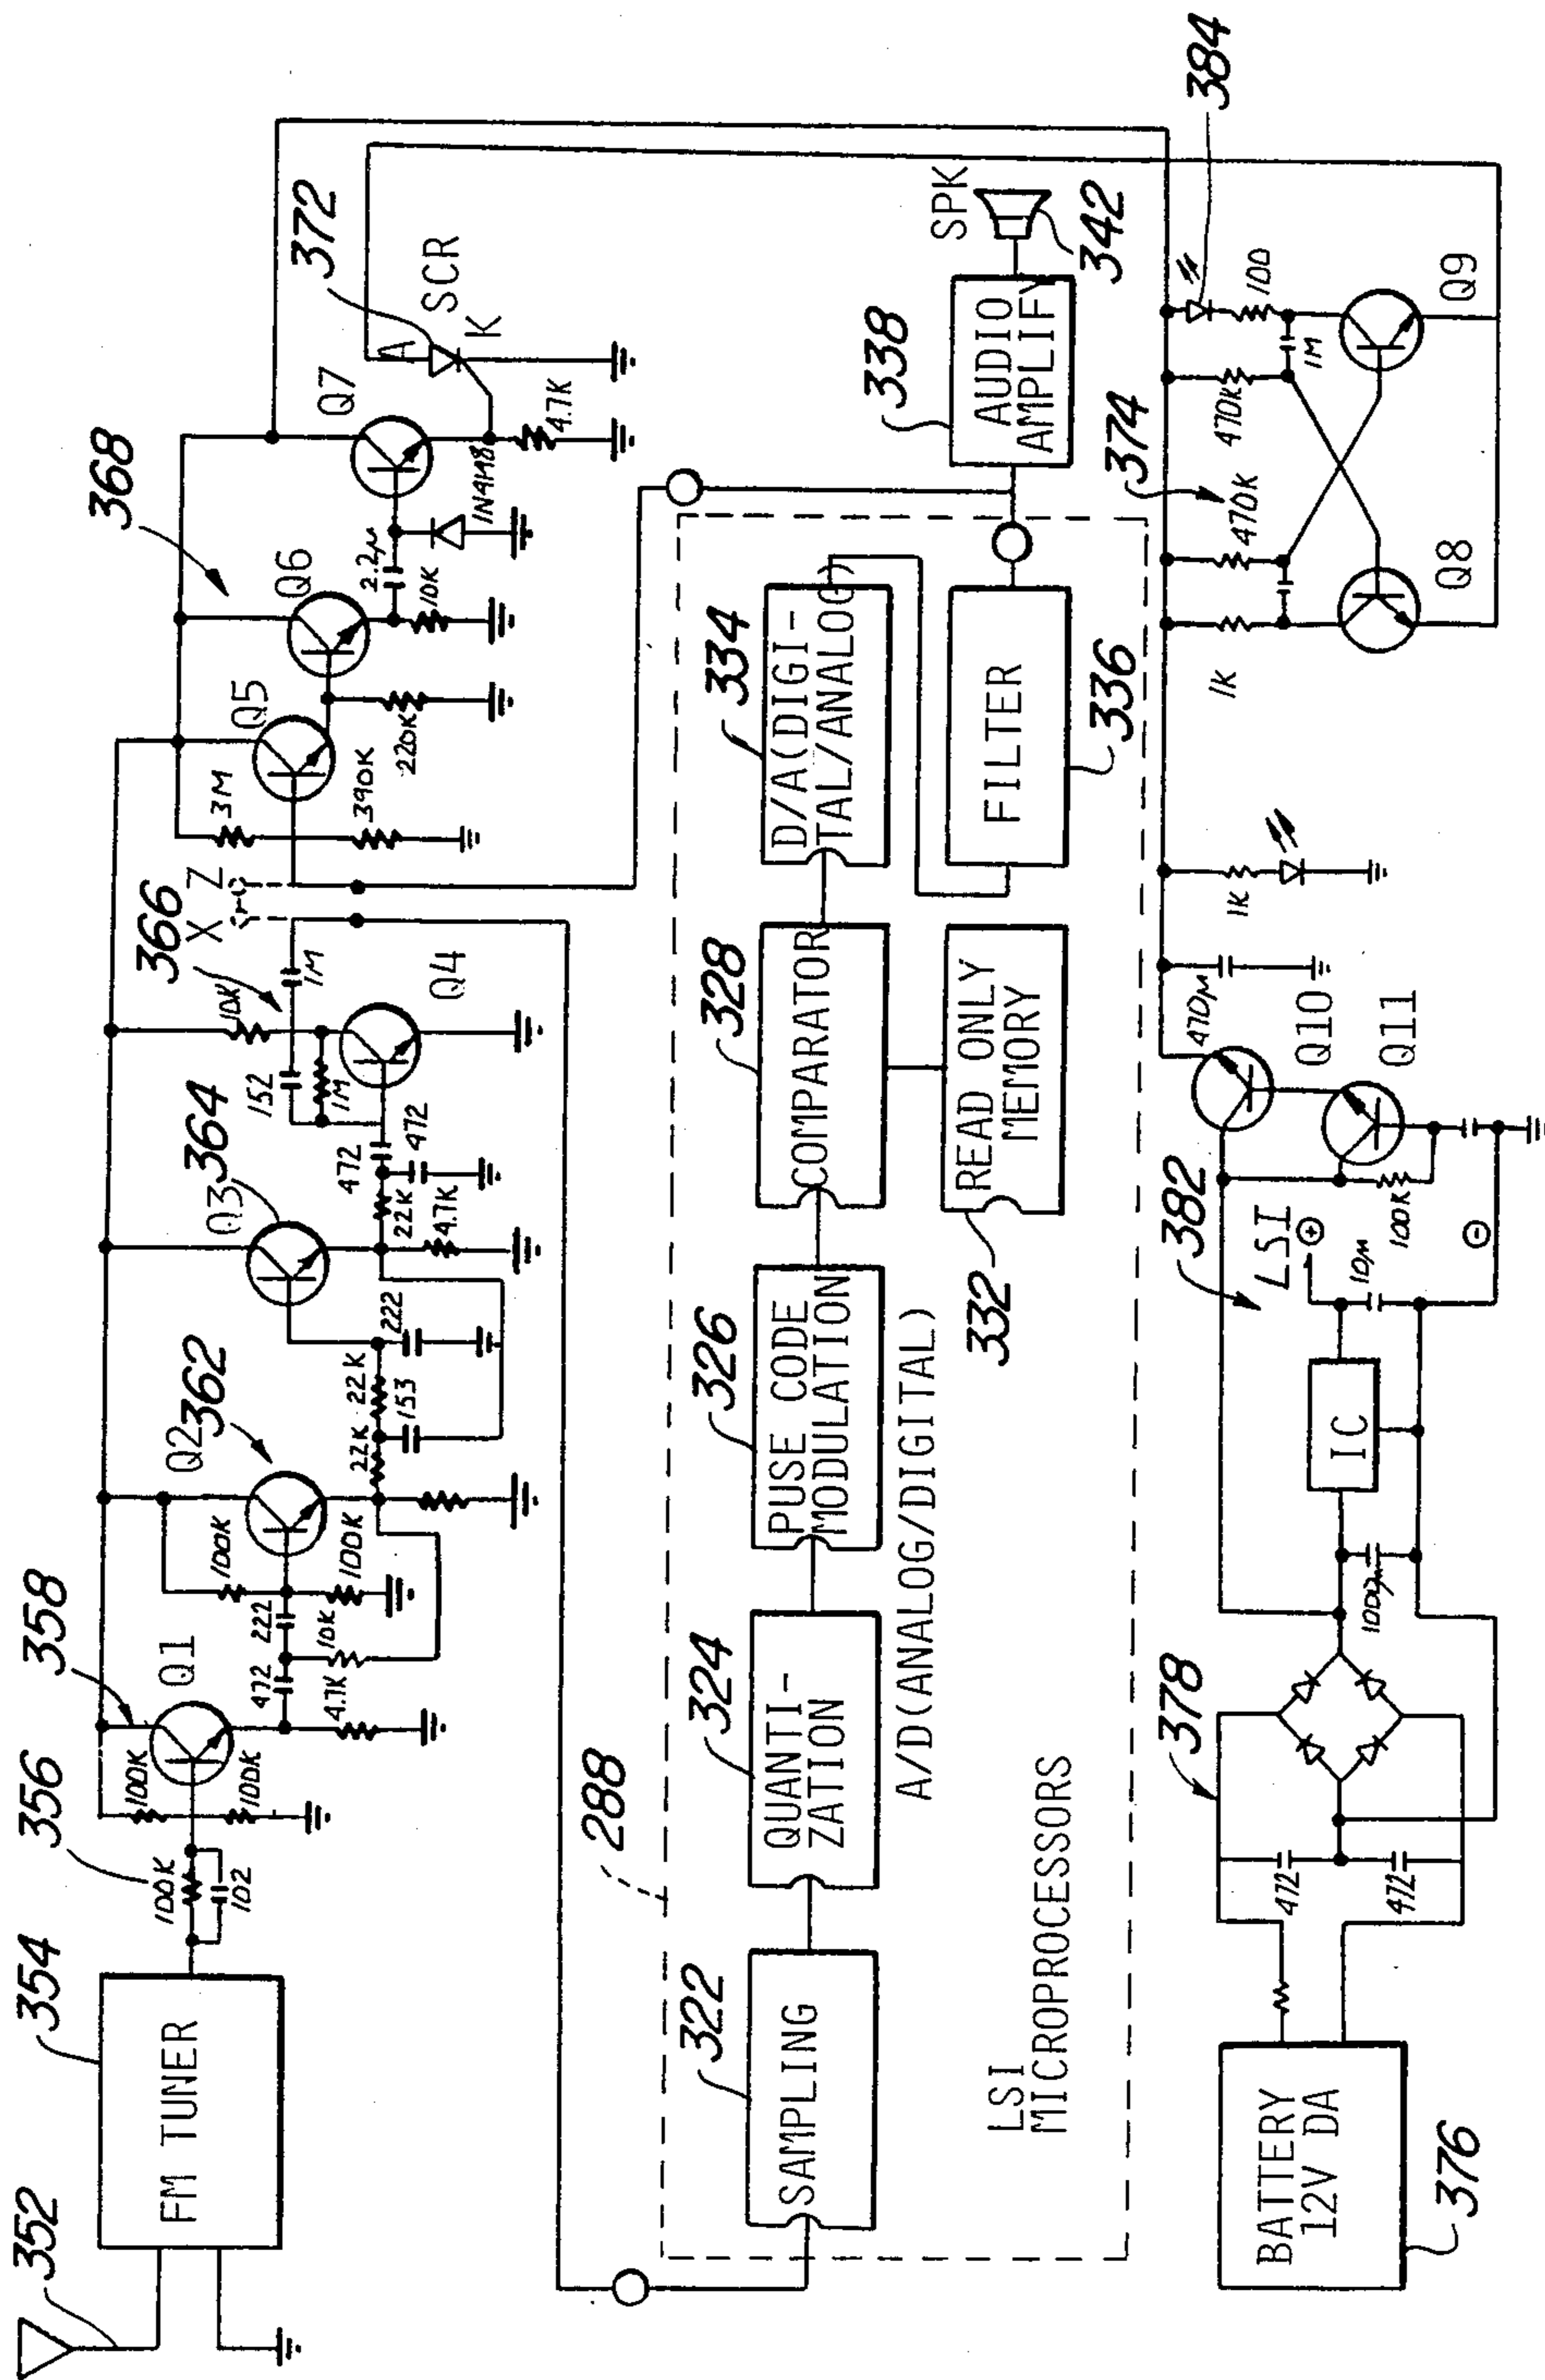 352
354
FM TUNER
356
100K
102
358
100K
100K
Q1
472
4.7K
222
10K
100K
100K
Q2
362
22K
22K
153
222
Q3
364
22K
4.7K
472
472
152
1M
10K
366
1M
Q4
X
Z
3M
390K
Q5
220K
368
Q6
2.2µ
10K
Q7
4.7K
372
A
SCR
K
288
322
SAMPLING
324
QUANTI-
ZATION
326
PUSE CODE
MODULATION
A/D(ANALOG/DIGITAL)
328
COMPARATOR
332
READ ONLY
MEMORY
334
D/A(DIGI-
TAL/ANALOG)
336
FILTER
338
AUDIO
AMPLIFY
SPK
342
LSI
MICROPROCESSORS
376
BATTERY
12V DA
472
472
378
IC
382
LSI
⊕
10µ
100K
⊖
Q10
Q11
470µ
1K
1K
374
470K
470K
1M
100
384
Q8
Q9